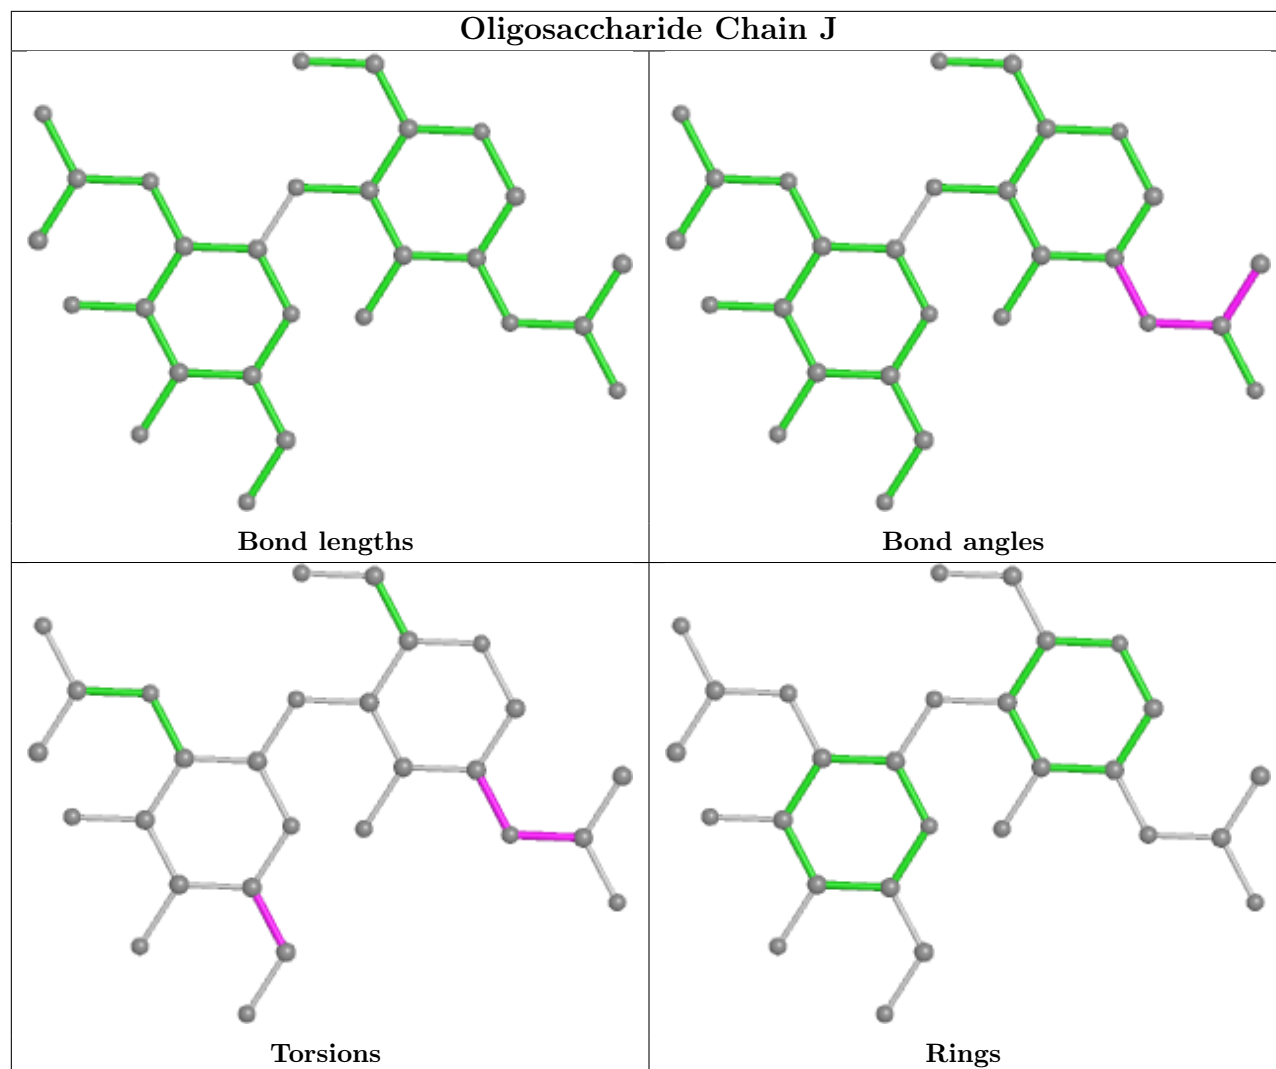 Oligosaccharide Chain J
Bond lengths
Bond angles
Torsions
Rings